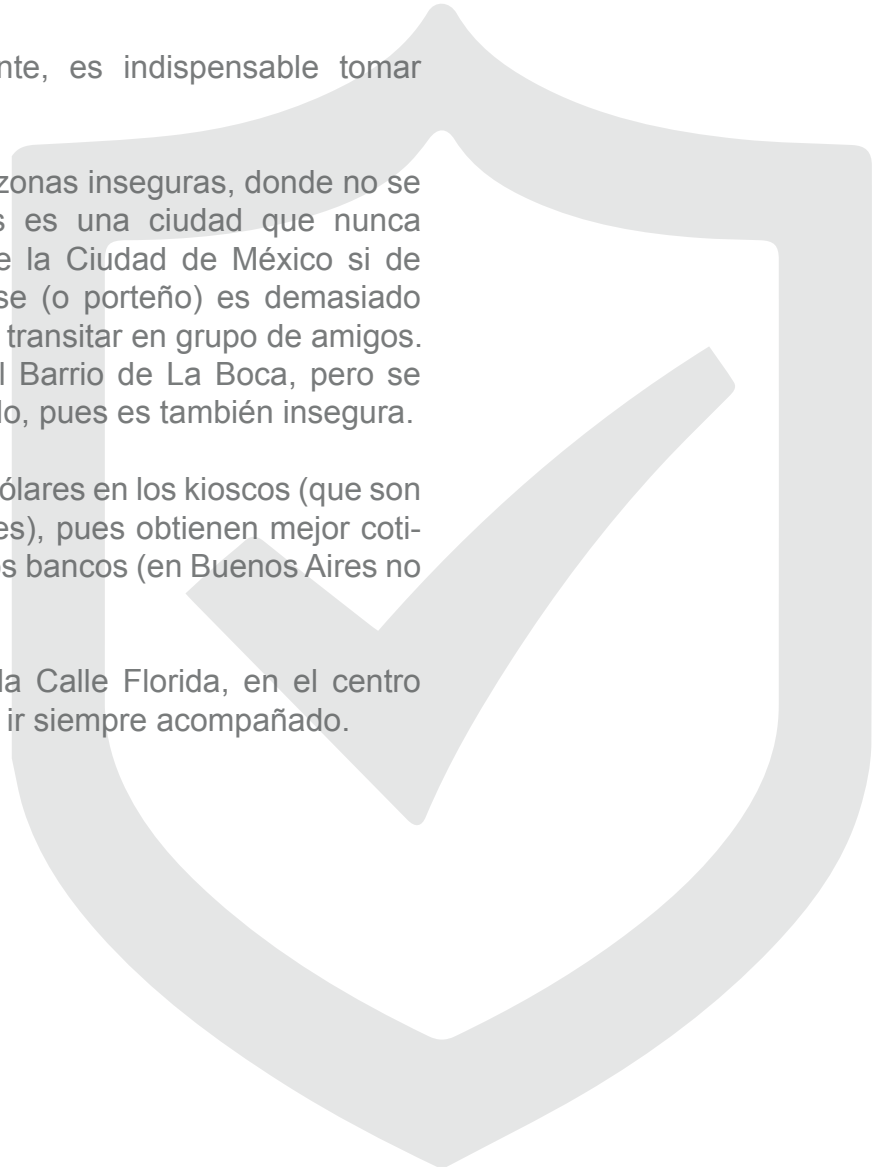 nte, es indispensable tomar
zonas inseguras, donde no se
s es una ciudad que nunca
e la Ciudad de México si de
se (o porteño) es demasiado
transitar en grupo de amigos.
l Barrio de La Boca, pero se
lo, pues es también insegura.
ólares en los kioscos (que son
es), pues obtienen mejor coti-
os bancos (en Buenos Aires no
la Calle Florida, en el centro
ir siempre acompañado.